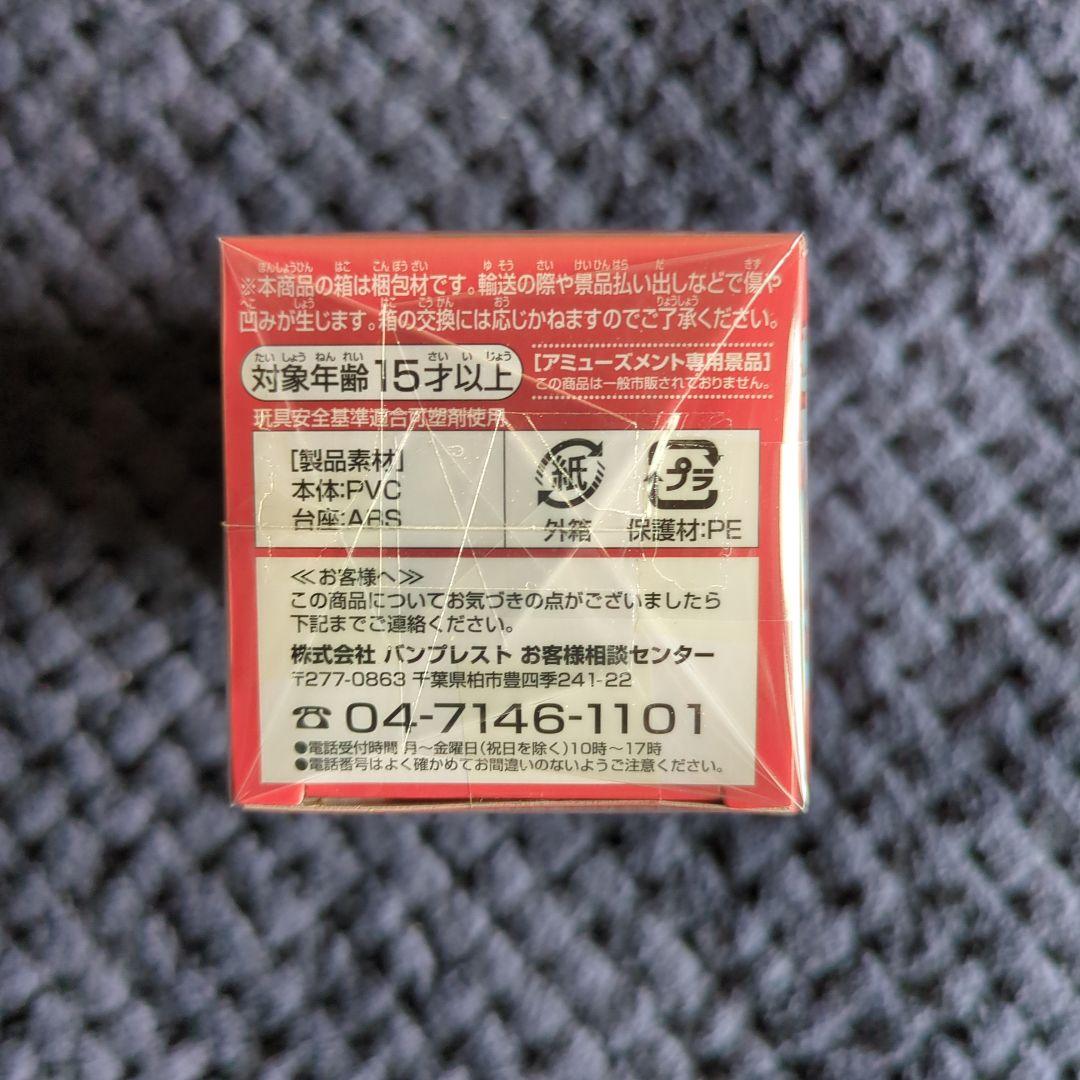 ※本商品の箱は梱包材です。輸送の際や景品払い出しなどで傷や
凹みが生じます。箱の交換には応じかねますのでご了承ください。
対象年齢15才以上
[アミューズメント専用景品]
この商品は一般市販されておりません。
玩具安全基準適合可塑剤使用
[製品素材]
本体:PVC
台座:ABS
紙
外箱
プラ
保護材:PE
≪お客様へ≫
この商品についてお気づきの点がございましたら
下記までご連絡ください。
株式会社 バンプレスト お客様相談センター
〒277-0863 千葉県柏市豊四季241-22
☎04-7146-1101
●電話受付時間 月〜金曜日(祝日を除く)10時〜17時
●電話番号はよく確かめてお間違いのないようご注意ください。